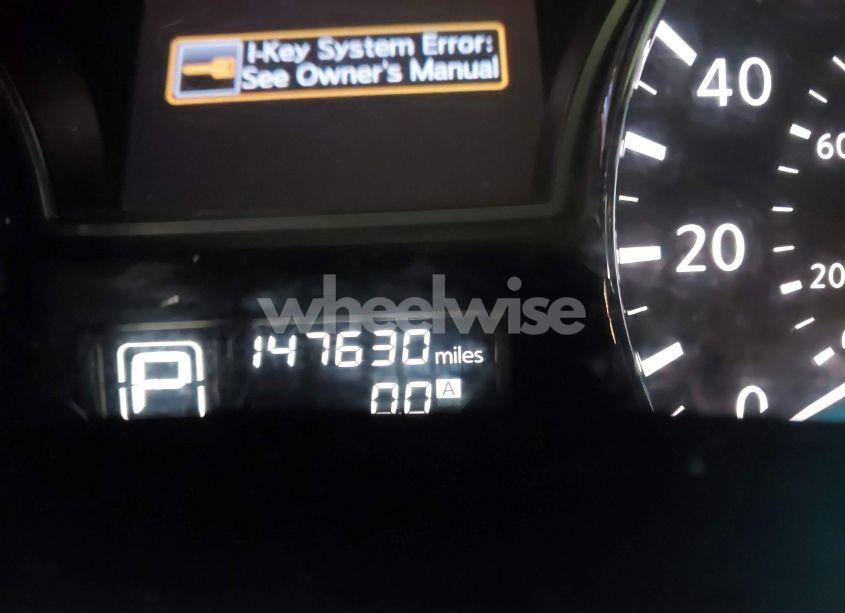 I-Key System Error:
See Owner's Manual
40
60
20
20
wheelwise
147630 miles
P
0.0 A
0